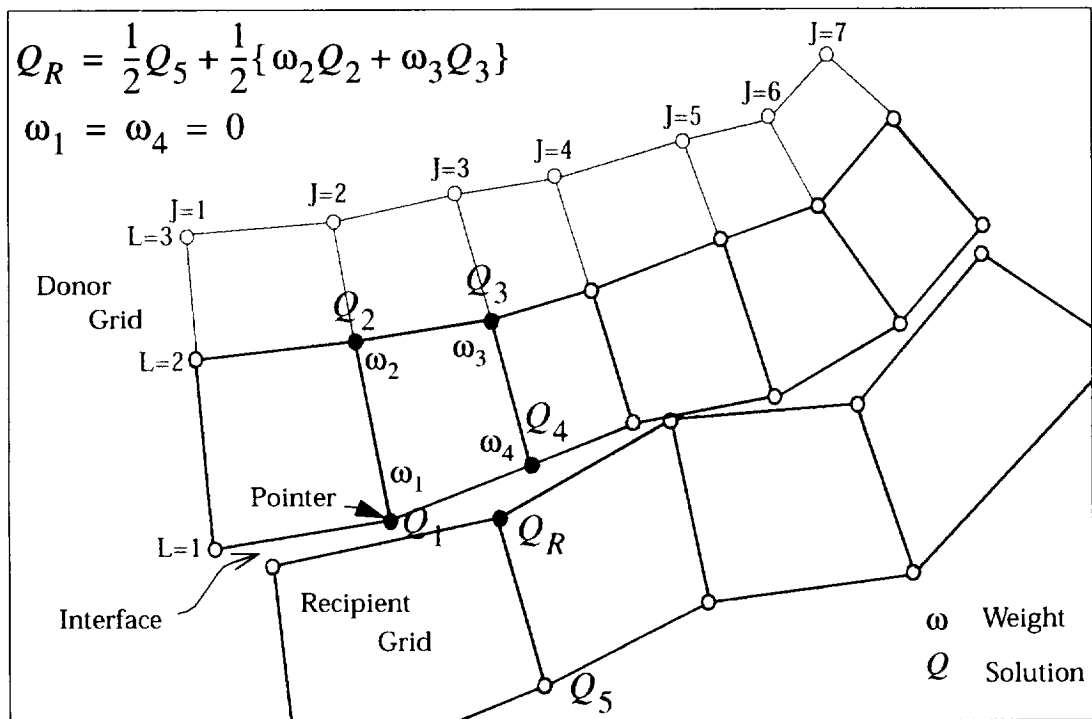 Q_R = 1/2 Q_5 + 1/2 {ω_2 Q_2 + ω_3 Q_3}
ω_1 = ω_4 = 0
J=7
J=6
J=5
J=4
J=3
J=2
J=1
L=3
Donor
Grid
Q_3
Q_2
L=2
ω_2
ω_3
Q_4
ω_4
ω_1
Pointer
Q_1
Q_R
L=1
Interface
Recipient
Grid
ω Weight
Q Solution
Q_5